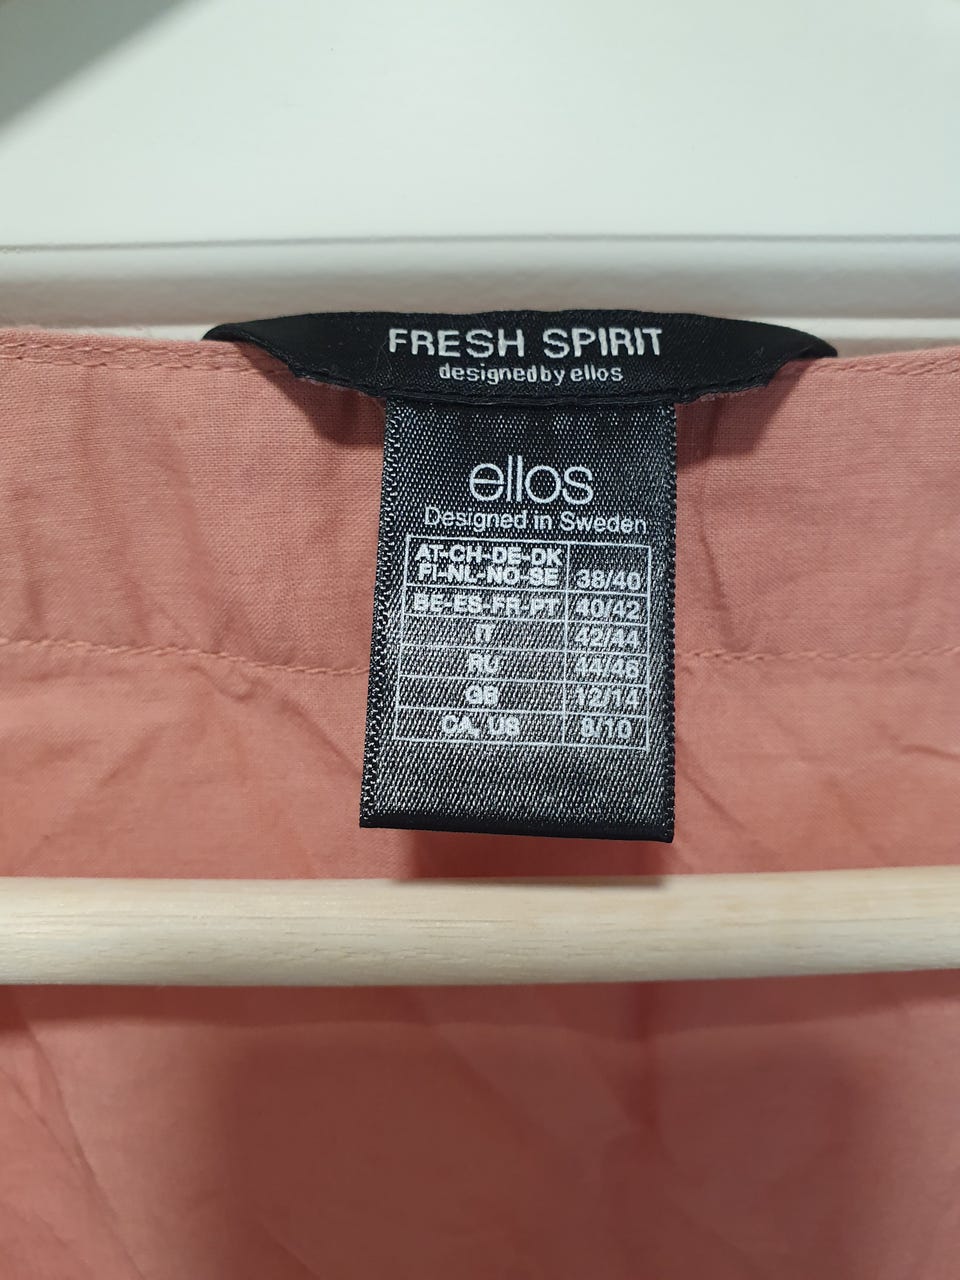 FRESH SPIRIT
designed by ellos
ellos
Designed in Sweden
AT-CH-DE-DK
FI-NL-NO-SE 38/40
BE-ES-FR-PT 40/42
IT 42/44
RU 44/46
GB 12/14
CA, US 8/10